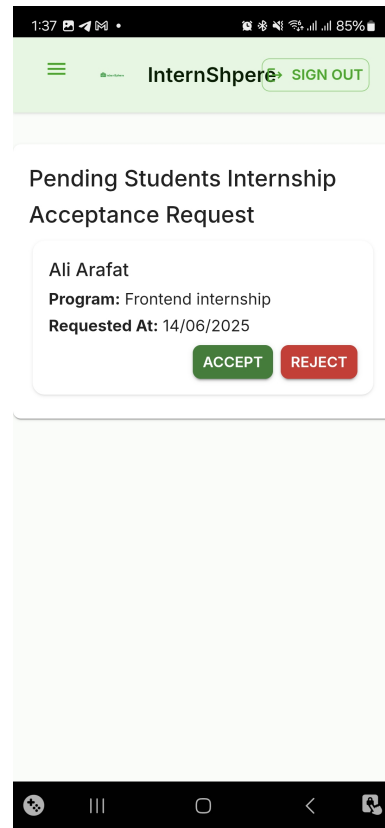 1:37
85%
InternShpere
SIGN OUT
Pending Students Internship
Acceptance Request
Ali Arafat
Program: Frontend internship
Requested At: 14/06/2025
ACCEPT REJECT